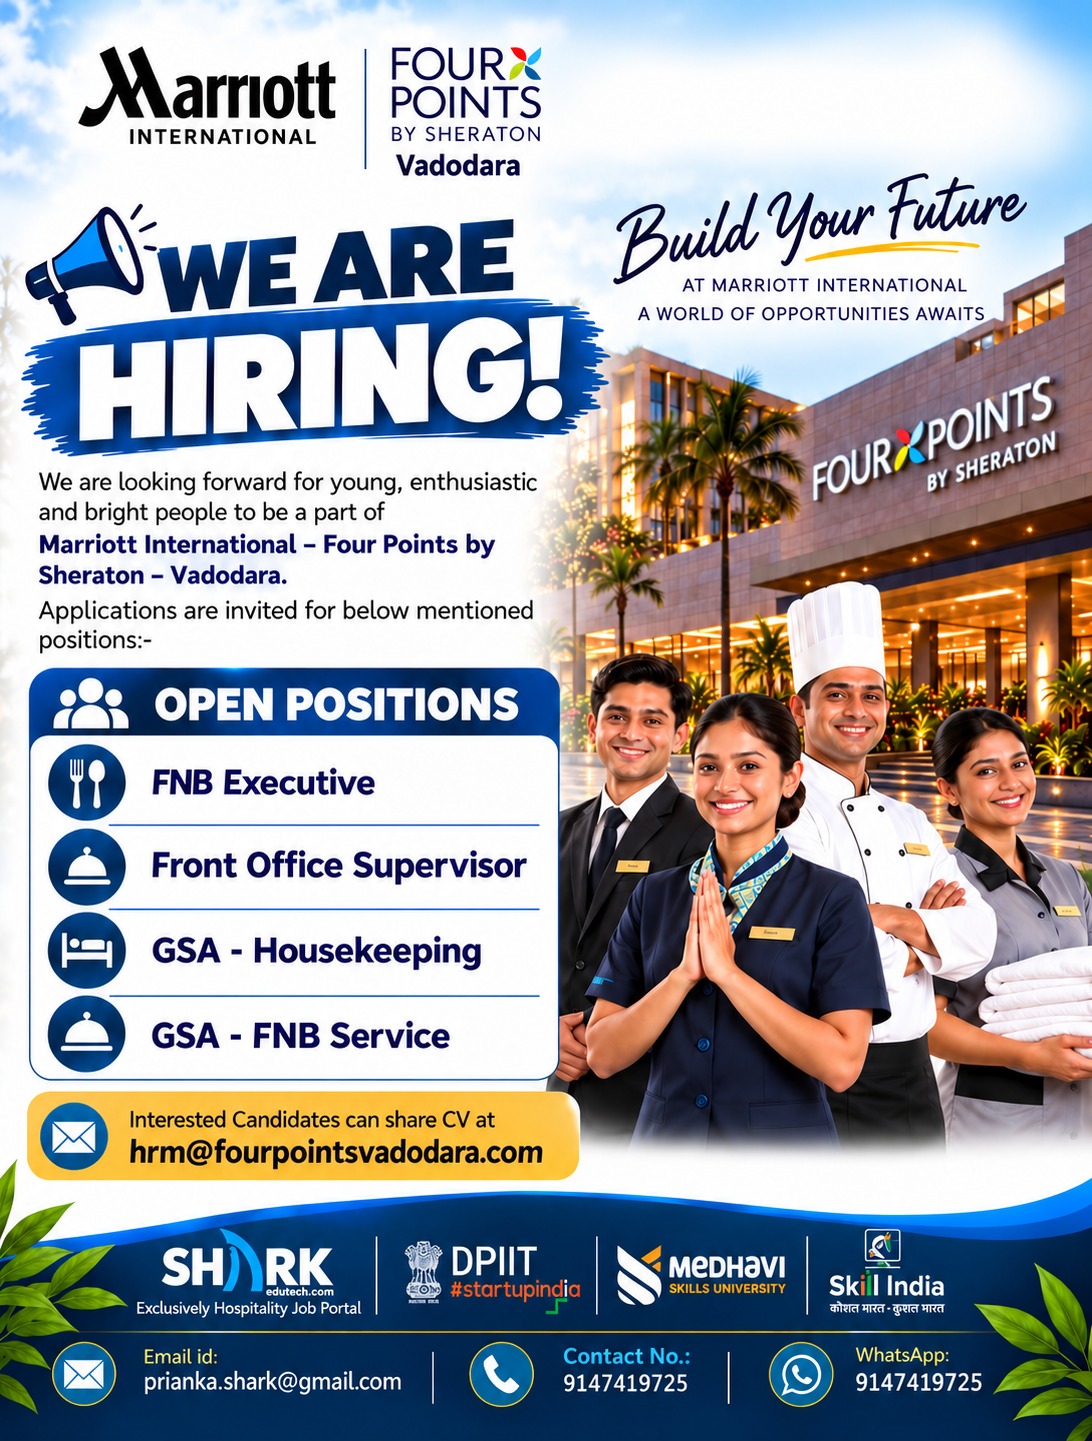 Marriott
INTERNATIONAL
FOUR POINTS
BY SHERATON
Vadodara
Build Your Future
AT MARRIOTT INTERNATIONAL
A WORLD OF OPPORTUNITIES AWAITS
WE ARE
HIRING!
FOUR POINTS
BY SHERATON
We are looking forward for young, enthusiastic
and bright people to be a part of
Marriott International – Four Points by
Sheraton – Vadodara.
Applications are invited for below mentioned
positions:-
OPEN POSITIONS
FNB Executive
Front Office Supervisor
GSA - Housekeeping
GSA - FNB Service
Interested Candidates can share CV at
hrm@fourpointsvadodara.com
SHARK
edutech.com
Exclusively Hospitality Job Portal
DPIIT
#startupindia
MEDHAVI
SKILLS UNIVERSITY
Skill India
कौशल भारत - कुशल भारत
Email id:
prianka.shark@gmail.com
Contact No.:
9147419725
WhatsApp:
9147419725